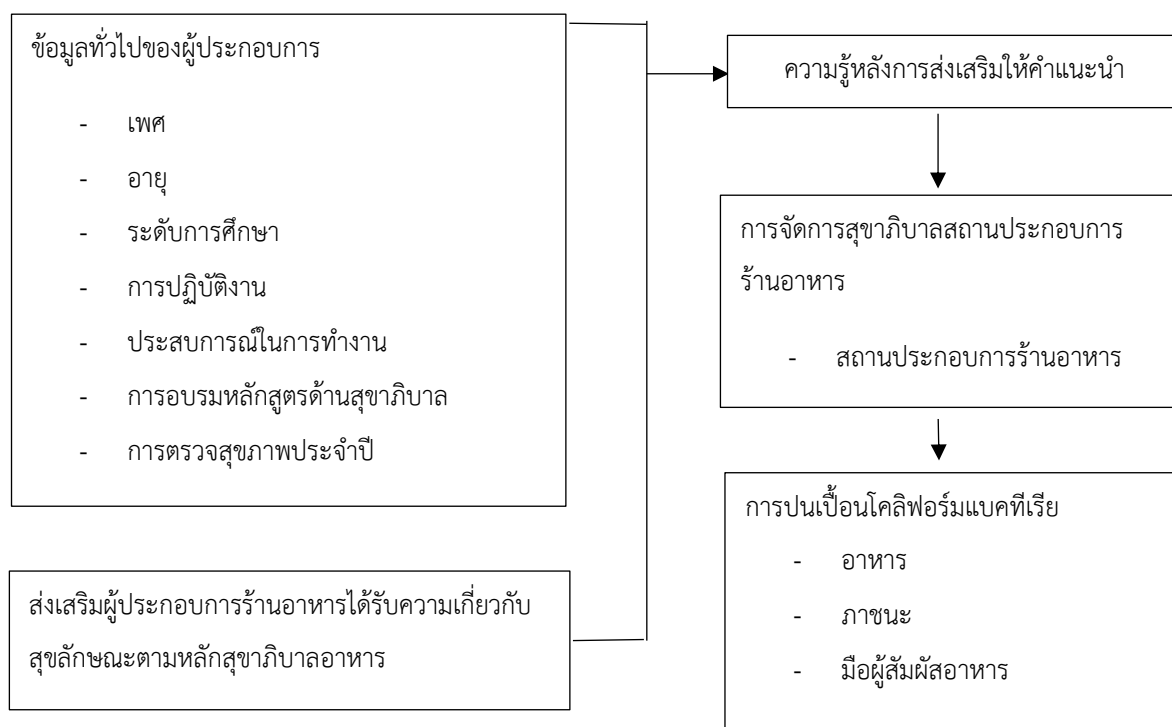 ข้อมูลทั่วไปของผู้ประกอบการ
- เพศ
- อายุ
- ระดับการศึกษา
- การปฏิบัติงาน
- ประสบการณ์ในการทำงาน
- การอบรมหลักสูตรด้านสุขาภิบาล
- การตรวจสุขภาพประจำปี
ส่งเสริมผู้ประกอบการร้านอาหารได้รับความเกี่ยวกับ
สุขลักษณะตามหลักสุขาภิบาลอาหาร
ความรู้หลังการส่งเสริมให้คำแนะนำ
การจัดการสุขาภิบาลสถานประกอบการ
ร้านอาหาร
- สถานประกอบการร้านอาหาร
การปนเปื้อนโคลิฟอร์มแบคทีเรีย
- อาหาร
- ภาชนะ
- มือผู้สัมผัสอาหาร